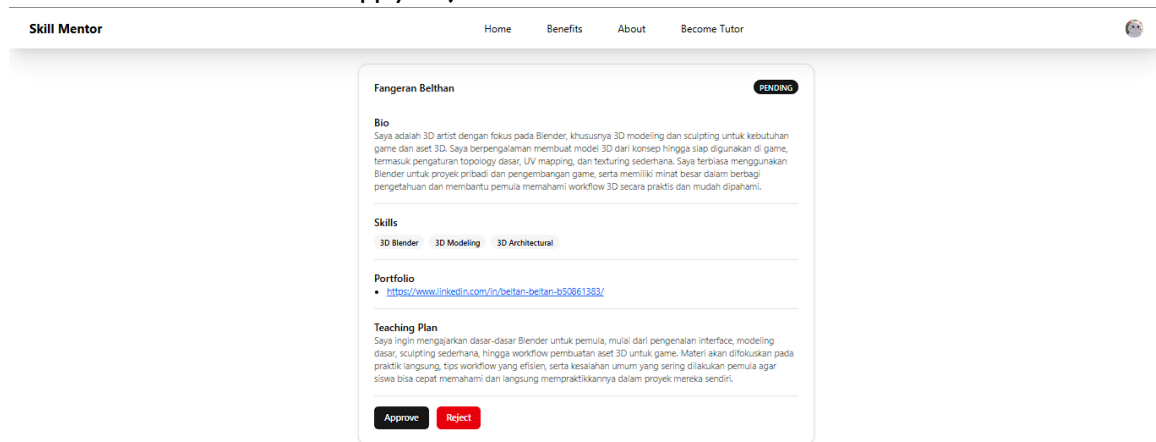 Skill Mentor
Home Benefits About Become Tutor
Fangeran Belthan
PENDING
Bio
Saya adalah 3D artist dengan fokus pada Blender, khususnya 3D modeling dan sculpting untuk kebutuhan
game dan aset 3D. Saya berpengalaman membuat model 3D dari konsep hingga siap digunakan di game,
termasuk pengaturan topology dasar, UV mapping, dan texturing sederhana. Saya terbiasa menggunakan
Blender untuk proyek pribadi dan pengembangan game, serta memiliki minat besar dalam berbagi
pengetahuan dan membantu pemula memahami workflow 3D secara praktis dan mudah dipahami.
Skills
3D Blender 3D Modeling 3D Architectural
Portfolio
https://www.linkedin.com/in/beltan-beltan-b50861383/
Teaching Plan
Saya ingin mengajarkan dasar-dasar Blender untuk pemula, mulai dari pengenalan interface, modeling
dasar, sculpting sederhana, hingga workflow pembuatan aset 3D untuk game. Materi akan difokuskan pada
praktik langsung, tips workflow yang efisien, serta kesalahan umum yang sering dilakukan pemula agar
siswa bisa cepat memahami dan langsung mempraktikkannya dalam proyek mereka sendiri.
Approve Reject